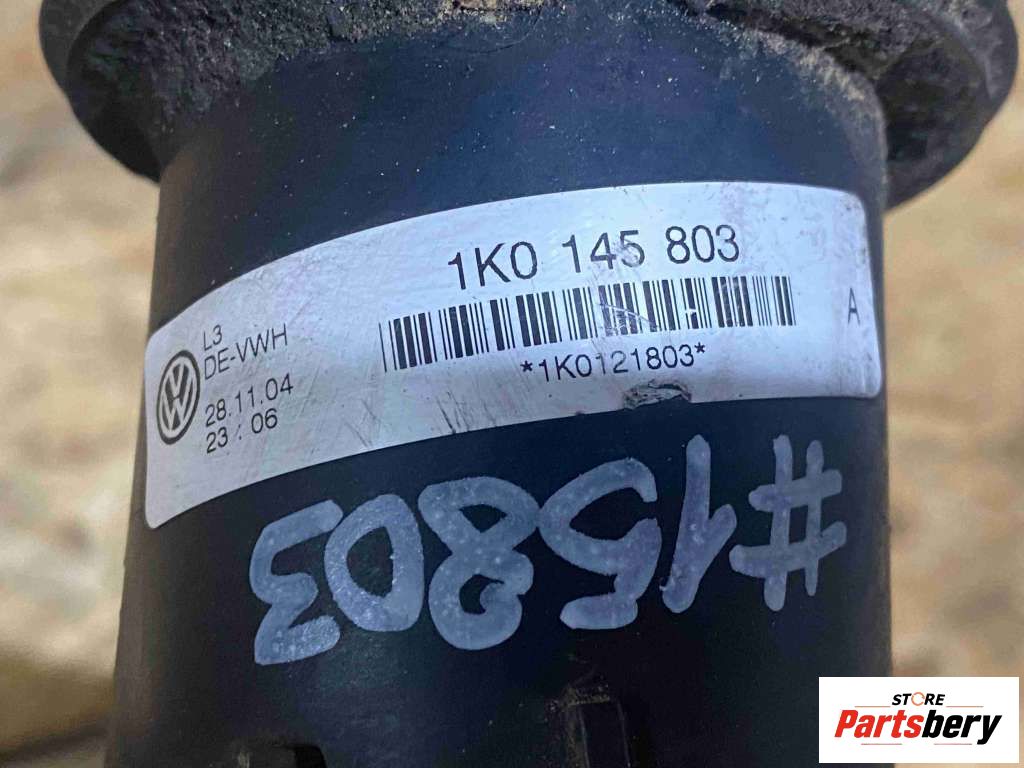 1K0 145 803
L3
DE-VWH
28.11.04
23 : 06
*1K0121803*
A
#15803
STORE
Partsbery